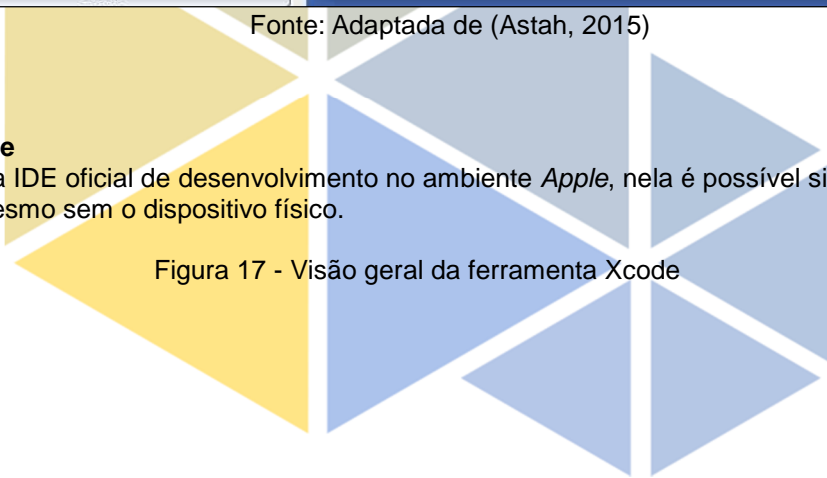 Fonte: Adaptada de (Astah, 2015)
e
a IDE oficial de desenvolvimento no ambiente Apple, nela é possível si
esmo sem o dispositivo físico.
Figura 17 - Visão geral da ferramenta Xcode